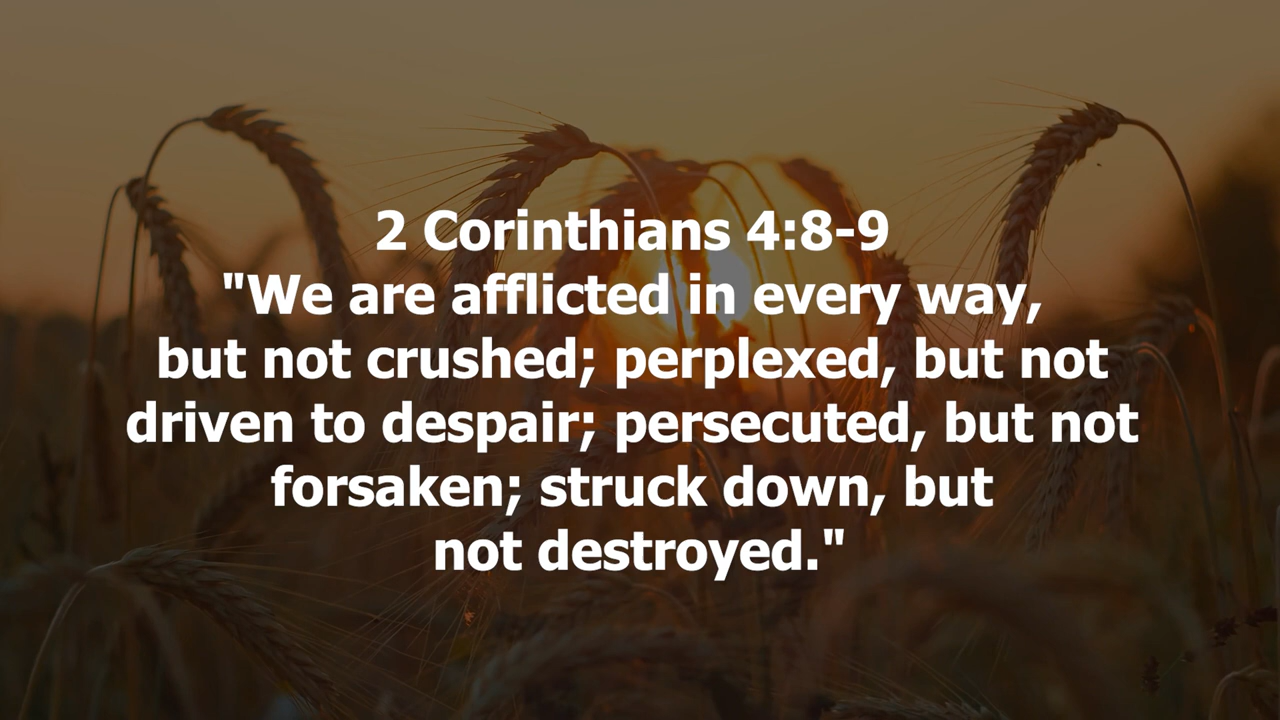 2 Corinthians 4:8-9
"We are afflicted in every way,
but not crushed; perplexed, but not
driven to despair; persecuted, but not
forsaken; struck down, but
not destroyed."